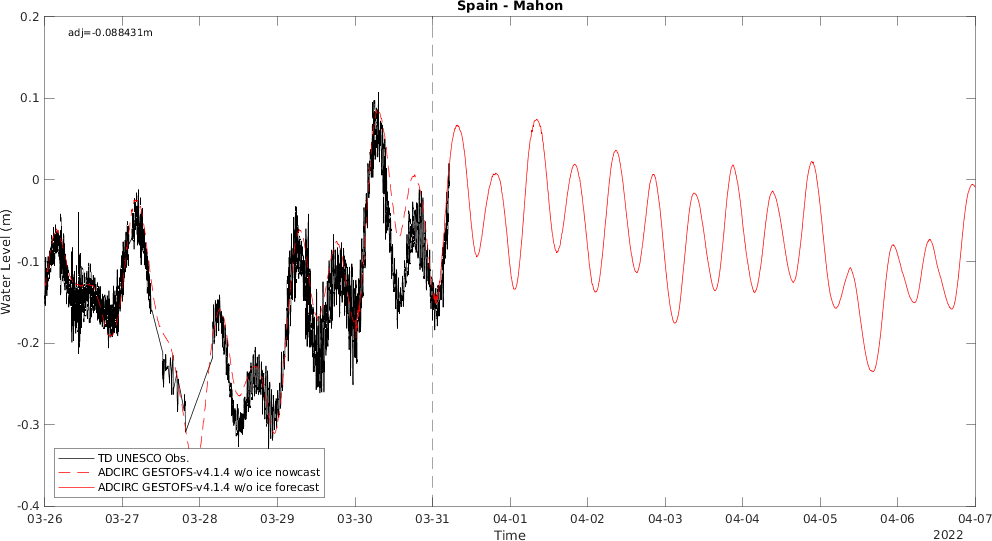 Spain - Mahon
adj=-0.088431m
0.2
0.1
0
-0.1
-0.2
-0.3
-0.4
Water Level (m)
TD UNESCO Obs.
ADCIRC GESTOFS-v4.1.4 w/o ice nowcast
ADCIRC GESTOFS-v4.1.4 w/o ice forecast
03-26 03-27 03-28 03-29 03-30 03-31 04-01 04-02 04-03 04-04 04-05 04-06 04-07
Time
2022